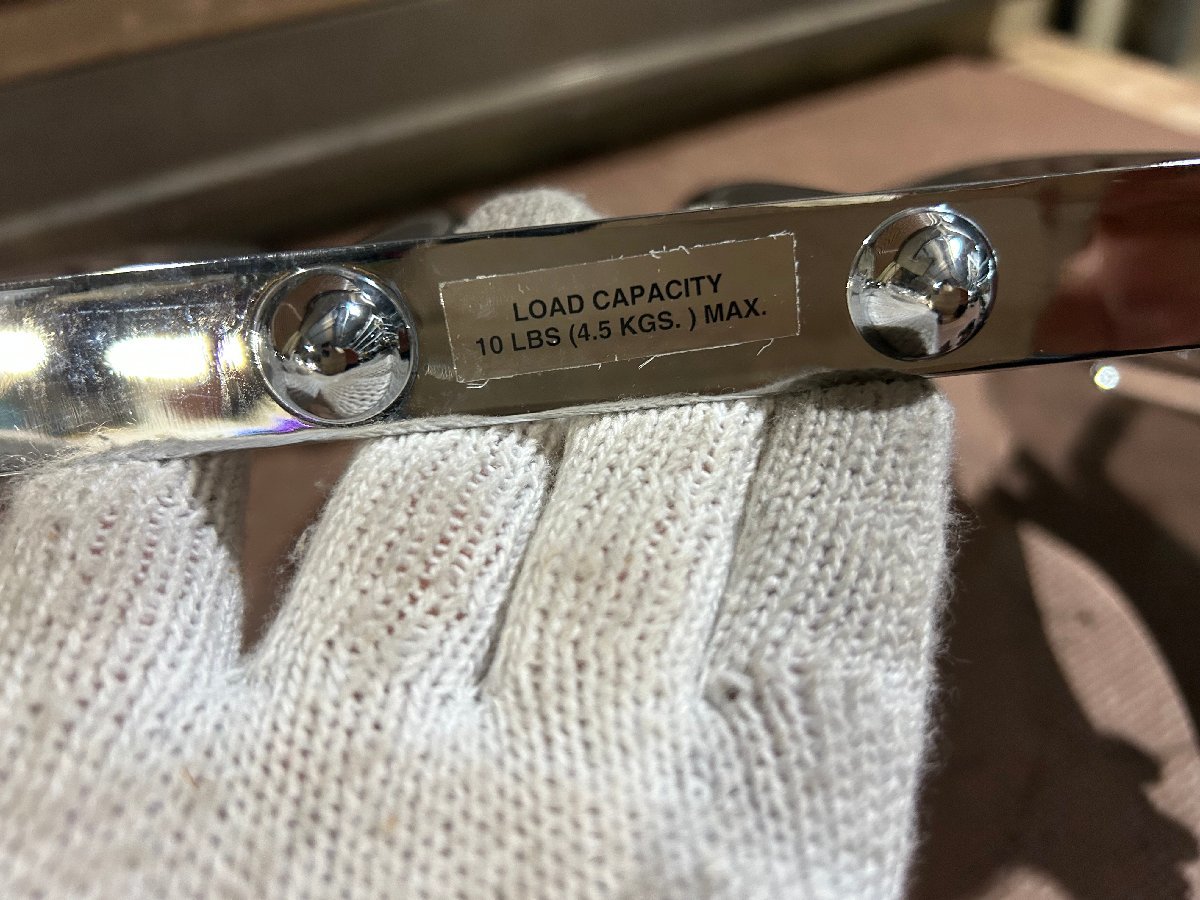 LOAD CAPACITY
10 LBS (4.5 KGS. ) MAX.